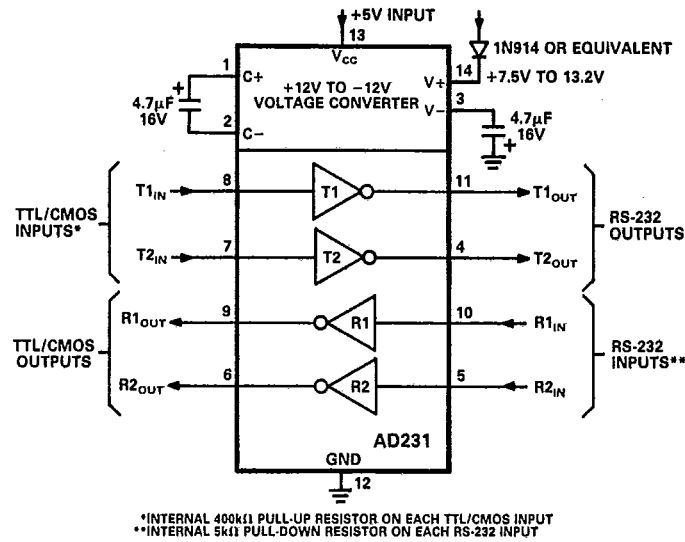 +5V INPUT
13
VCC
1N914 OR EQUIVALENT
14
+7.5V TO 13.2V
1
C+
+12V TO −12V
VOLTAGE CONVERTER
V+
V−
3
4.7µF
16V
+
2
C−
4.7µF
16V
+
TTL/CMOS
INPUTS*
T1IN
8
T1
11
T1OUT
T2IN
7
T2
4
T2OUT
RS-232
OUTPUTS
TTL/CMOS
OUTPUTS
R1OUT
9
R1
10
R1IN
R2OUT
6
R2
5
R2IN
RS-232
INPUTS**
AD231
GND
12
*INTERNAL 400kΩ PULL-UP RESISTOR ON EACH TTL/CMOS INPUT
**INTERNAL 5kΩ PULL-DOWN RESISTOR ON EACH RS-232 INPUT